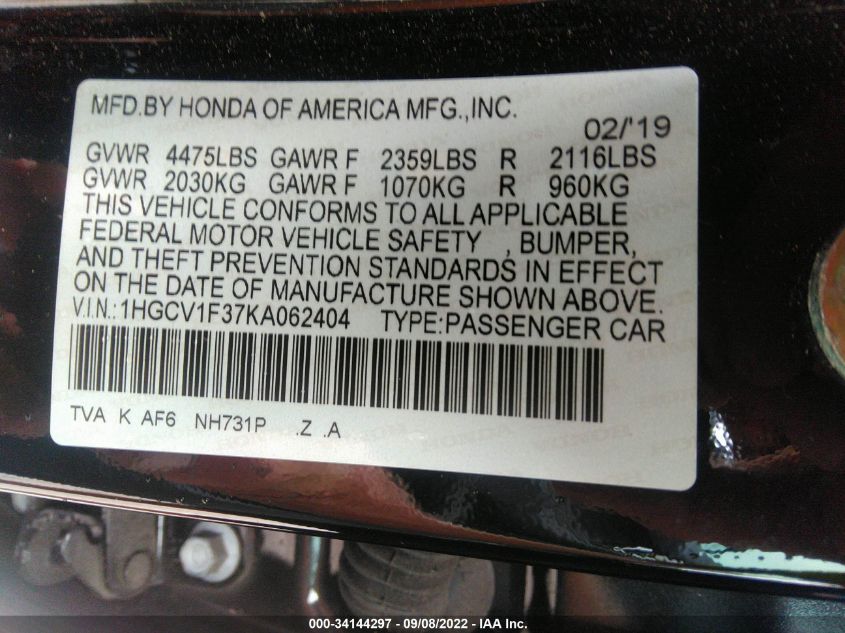 MFD.BY HONDA OF AMERICA MFG.,INC.
02/'19
GVWR 4475LBS GAWR F 2359LBS R 2116LBS
GVWR 2030KG GAWR F 1070KG R 960KG
THIS VEHICLE CONFORMS TO ALL APPLICABLE
FEDERAL MOTOR VEHICLE SAFETY , BUMPER,
AND THEFT PREVENTION STANDARDS IN EFFECT
ON THE DATE OF MANUFACTURE SHOWN ABOVE.
V.I.N.:1HGCV1F37KA062404 TYPE:PASSENGER CAR
TVA K AF6 NH731P .Z .A
000-34144297 - 09/08/2022 - IAA Inc.